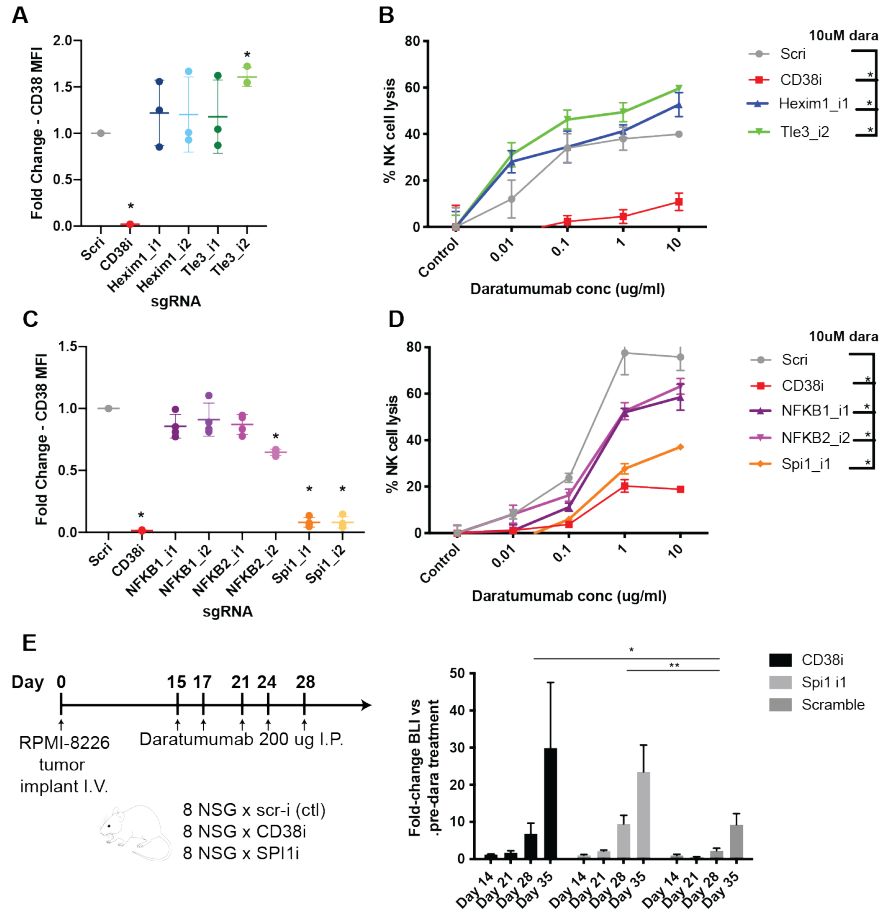 A
Fold Change - CD38 MFI
2.0
1.5
1.0
0.5
0.0
*
*
Scri
CD38i
Hexim1_i1
Hexim1_i2
Tle3_i1
Tle3_i2
sgRNA
B
% NK cell lysis
80
60
40
20
0
Control
0.01
0.1
1
10
Daratumumab conc (ug/ml)
10uM dara
Scri
CD38i
Hexim1_i1
Tle3_i2
*
*
*
C
Fold Change - CD38 MFI
1.5
1.0
0.5
0.0
*
*
*
*
Scri
CD38i
NFKB1_i1
NFKB1_i2
NFKB2_i1
NFKB2_i2
Spi1_i1
Spi1_i2
sgRNA
D
% NK cell lysis
80
60
40
20
0
Control
0.01
0.1
1
10
Daratumumab conc (ug/ml)
10uM dara
Scri
CD38i
NFKB1_i1
NFKB2_i2
Spi1_i1
*
*
*
*
E
Day 0 15 17 21 24 28
RPMI-8226
tumor
implant I.V.
Daratumumab 200 ug I.P.
8 NSG x scr-i (ctl)
8 NSG x CD38i
8 NSG x SPI1i
Fold-change BLI vs
.pre-dara treatment
50
40
30
20
10
0
*
**
Day 14
Day 21
Day 28
Day 35
Day 14
Day 21
Day 28
Day 35
Day 14
Day 21
Day 28
Day 35
CD38i
Spi1 i1
Scramble